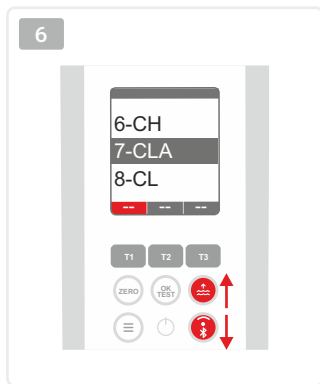 6
6-CH
7-CLA
8-CL
-- -- --
T1 T2 T3
ZERO
OK
TEST